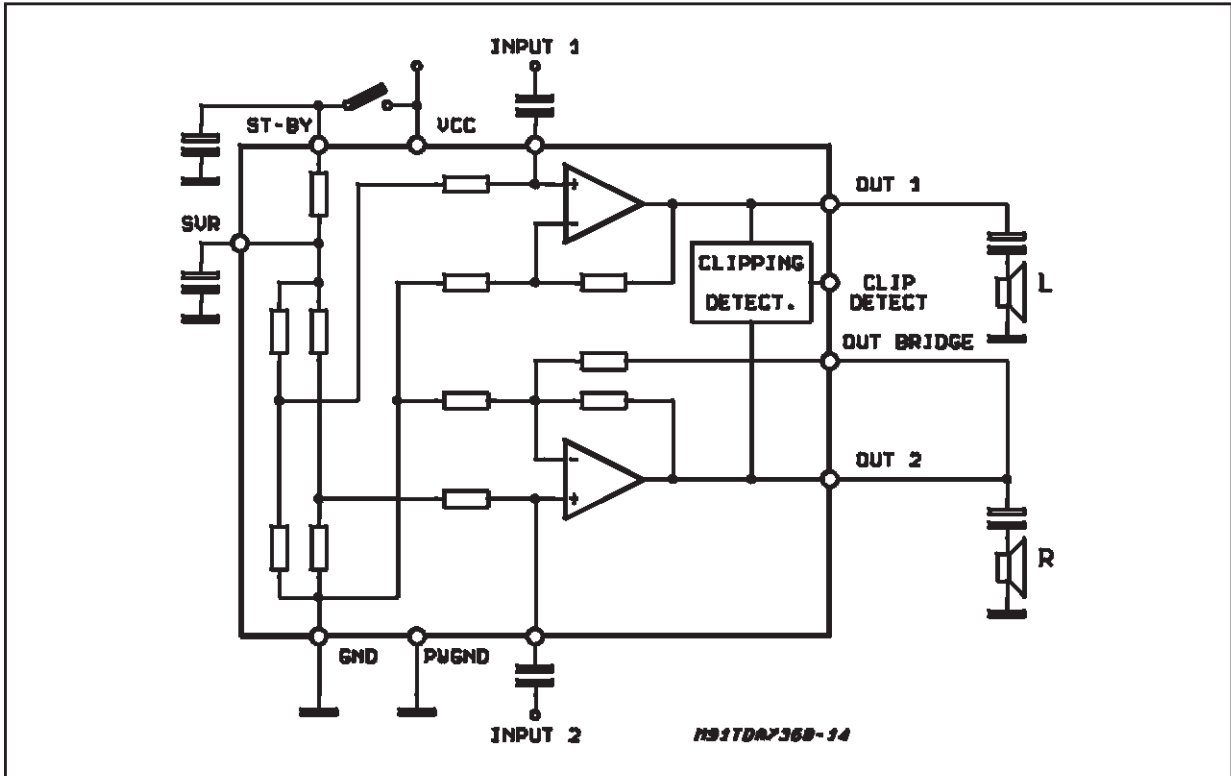 INPUT 1
ST-BY
VCC
OUT 1
SVR
CLIPPING
DETECT.
CLIP
DETECT
L
OUT BRIDGE
OUT 2
R
GND
PWGND
INPUT 2
M91TDA7360-14